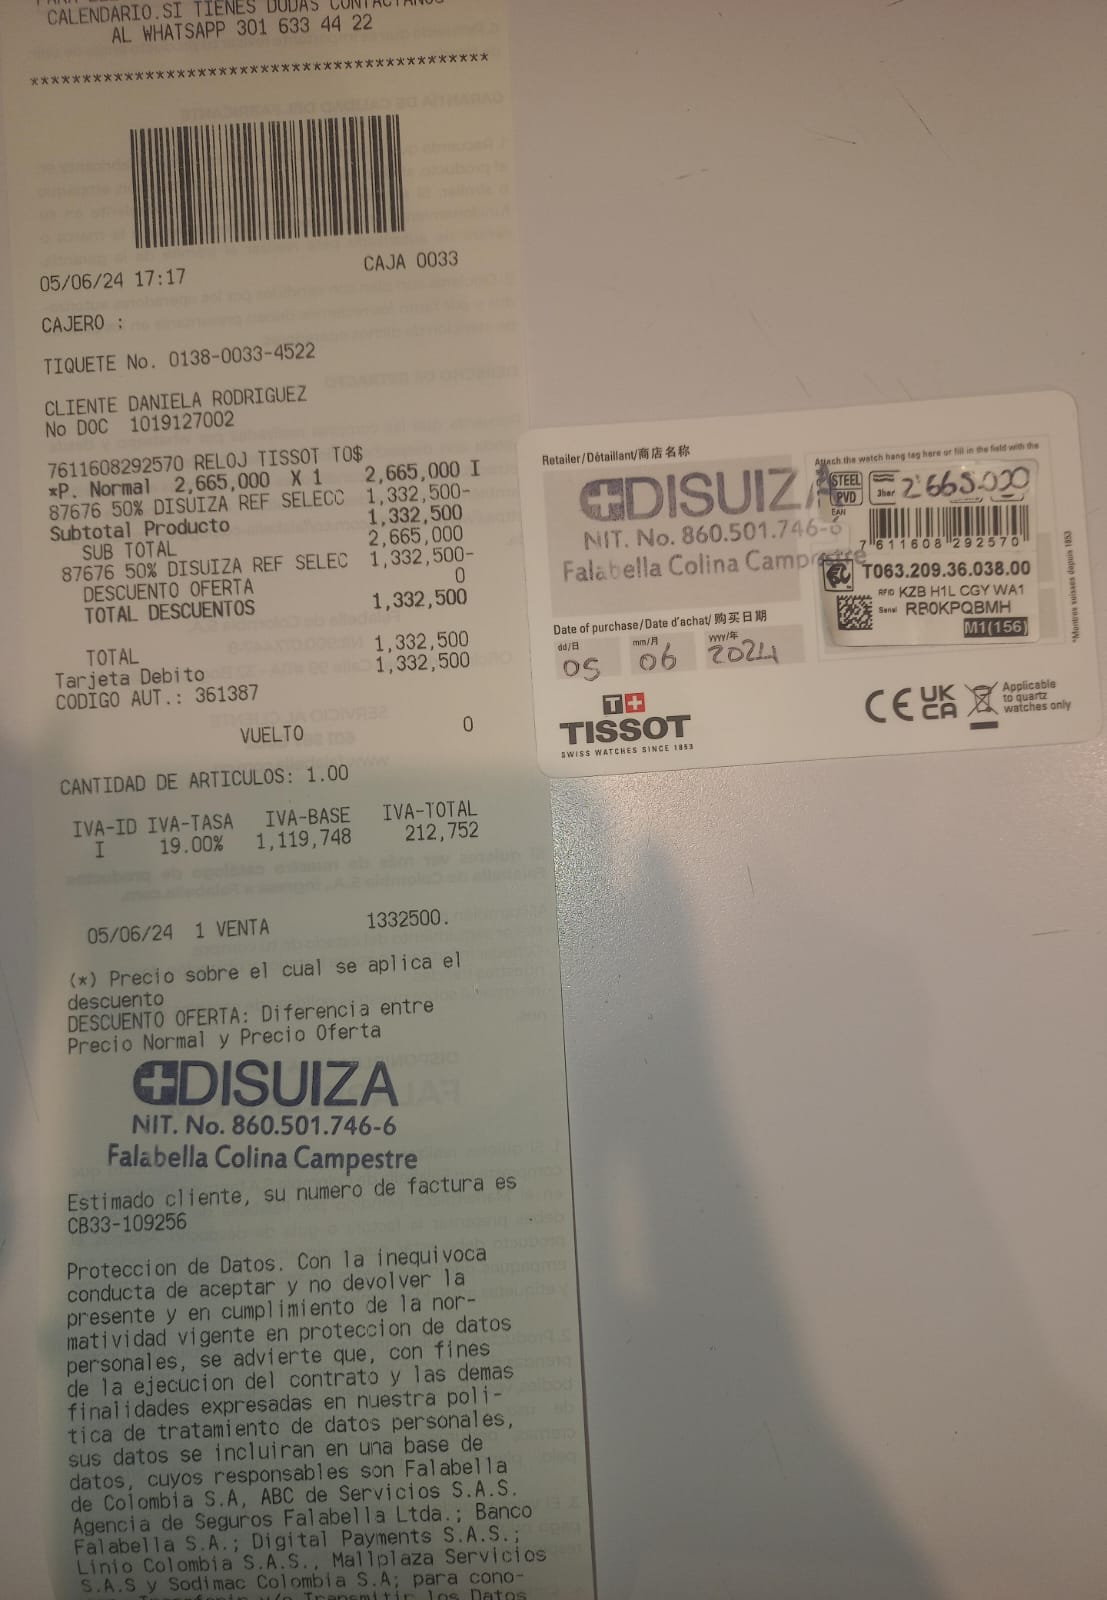 CALENDARIO.SI TIENES DUDAS
AL WHATSAPP 301 633 44 22
*******************************************
05/06/24 17:17 CAJA 0033
CAJERO :
TIQUETE No. 0138-0033-4522
CLIENTE DANIELA RODRIGUEZ
No DOC 1019127002
7611608292570 RELOJ TISSOT TO$
*P. Normal 2,665,000 X 1 2,665,000 I
87676 50% DISUIZA REF SELECC 1,332,500-
Subtotal Producto 1,332,500
SUB TOTAL 2,665,000
87676 50% DISUIZA REF SELEC 1,332,500-
DESCUENTO OFERTA 0
TOTAL DESCUENTOS 1,332,500
TOTAL 1,332,500
Tarjeta Debito 1,332,500
CODIGO AUT.: 361387
VUELTO 0
CANTIDAD DE ARTICULOS: 1.00
IVA-ID IVA-TASA IVA-BASE IVA-TOTAL
I 19.00% 1,119,748 212,752
05/06/24 1 VENTA 1332500.
(*) Precio sobre el cual se aplica el
descuento
DESCUENTO OFERTA: Diferencia entre
Precio Normal y Precio Oferta
DISUIZA
NIT. No. 860.501.746-6
Falabella Colina Campestre
Estimado cliente, su numero de factura es
CB33-109256
Proteccion de Datos. Con la inequivoca
conducta de aceptar y no devolver la
presente y en cumplimiento de la nor-
matividad vigente en proteccion de datos
personales, se advierte que, con fines
de la ejecucion del contrato y las demas
finalidades expresadas en nuestra poli-
tica de tratamiento de datos personales,
sus datos se incluiran en una base de
datos, cuyos responsables son Falabella
de Colombia S.A, ABC de Servicios S.A.S.
Agencia de Seguros Falabella Ltda.; Banco
Falabella S.A.; Digital Payments S.A.S.;
Linio Colombia S.A.S., Mallplaza Servicios
S.A.S y Sodimac Colombia S.A; para cono-
los Datos
Retailer/Détaillant/商店名称
DISUIZA
NIT. No. 860.501.746-6
Falabella Colina Campestre
Date of purchase/Date d'achat/购买日期
dd/日 mm/月 yyyy/年
05 06 2024
TISSOT
SWISS WATCHES SINCE 1853
Attach the watch hang tag here or fill in the field with the
STEEL
PVD
3bar
2'665.000
EAN
7 611608 292570
T063.209.36.038.00
RFID KZB H1L CGY WA1
Serial RB0KPQBMH
M1(156)
*Montres suisses depuis 1853
CE UK CA
Applicable
to quartz
watches only